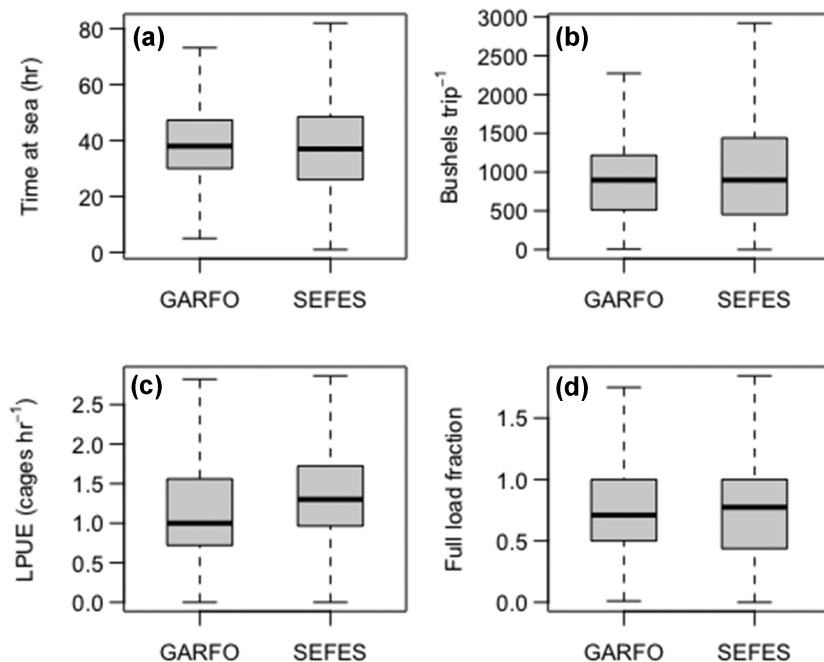 (a)
Time at sea (hr)
80
60
40
20
0
GARFO SEFES
(b)
Bushels trip⁻¹
3000
2500
2000
1500
1000
500
0
GARFO SEFES
(c)
LPUE (cages hr⁻¹)
2.5
2.0
1.5
1.0
0.5
0.0
GARFO SEFES
(d)
Full load fraction
1.5
1.0
0.5
0.0
GARFO SEFES